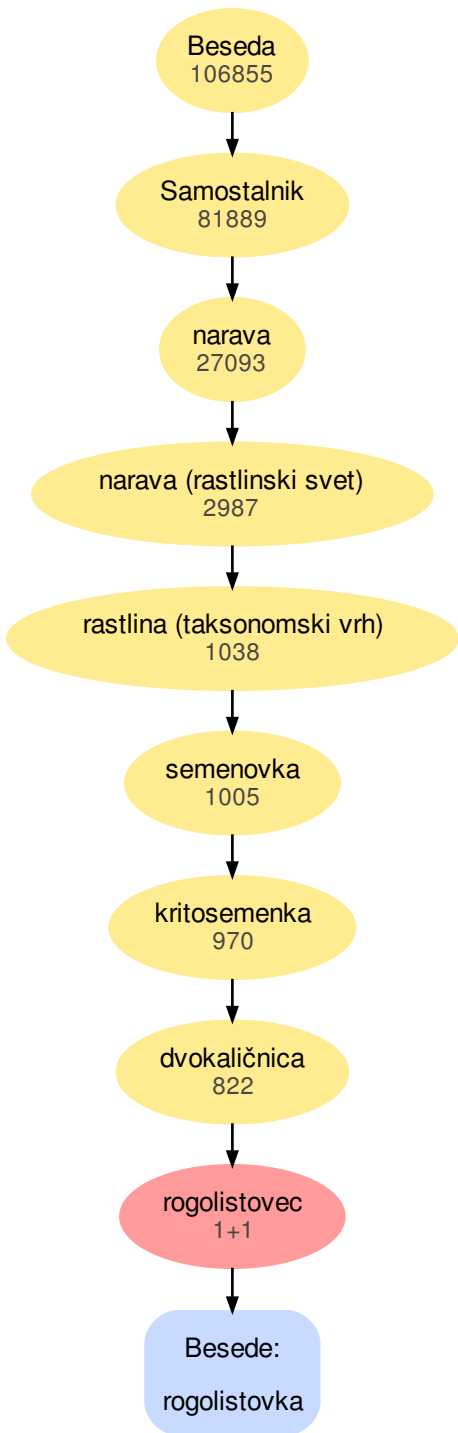 Beseda
106855
Samostalnik
81889
narava
27093
narava (rastlinski svet)
2987
rastlina (taksonomski vrh)
1038
semenovka
1005
kritosemenka
970
dvokaličnica
822
rogolistovec
1+1
Besede:
rogolistovka